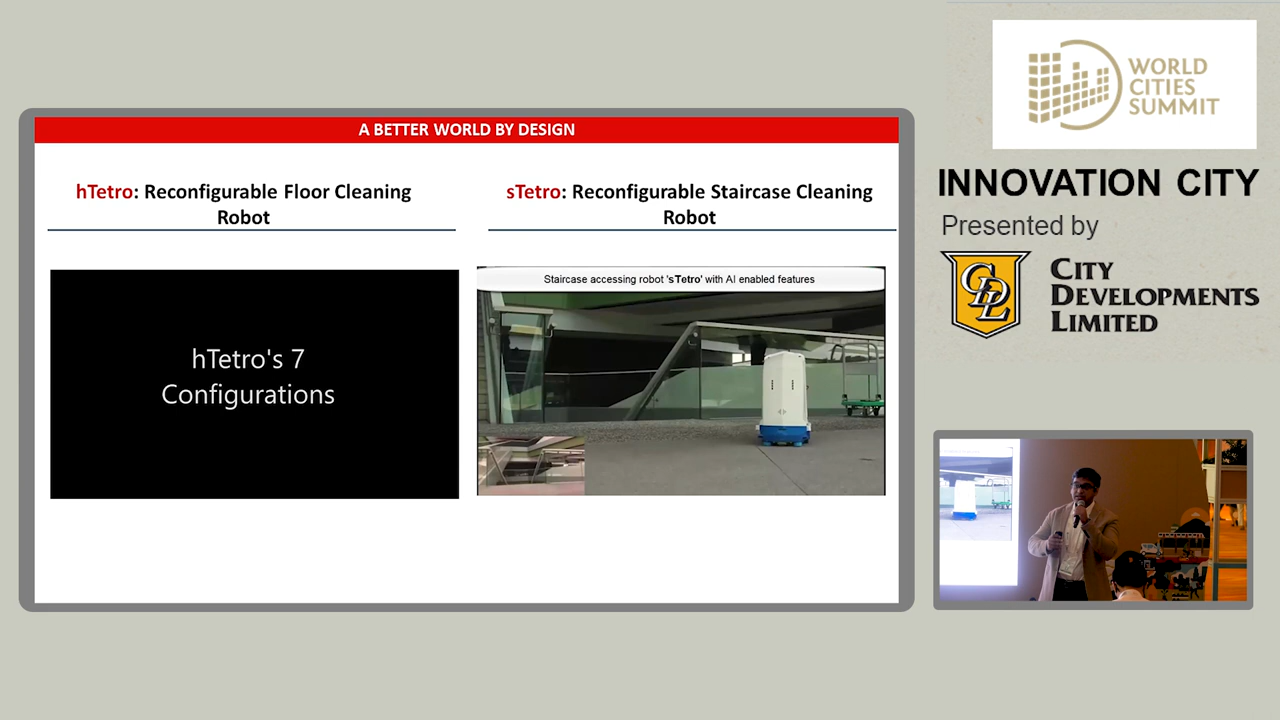 A BETTER WORLD BY DESIGN
hTetro: Reconfigurable Floor Cleaning
Robot
sTetro: Reconfigurable Staircase Cleaning
Robot
hTetro's 7
Configurations
Staircase accessing robot 'sTetro' with AI enabled features
WORLD
CITIES
SUMMIT
INNOVATION CITY
Presented by
CDL
CITY
DEVELOPMENTS
LIMITED